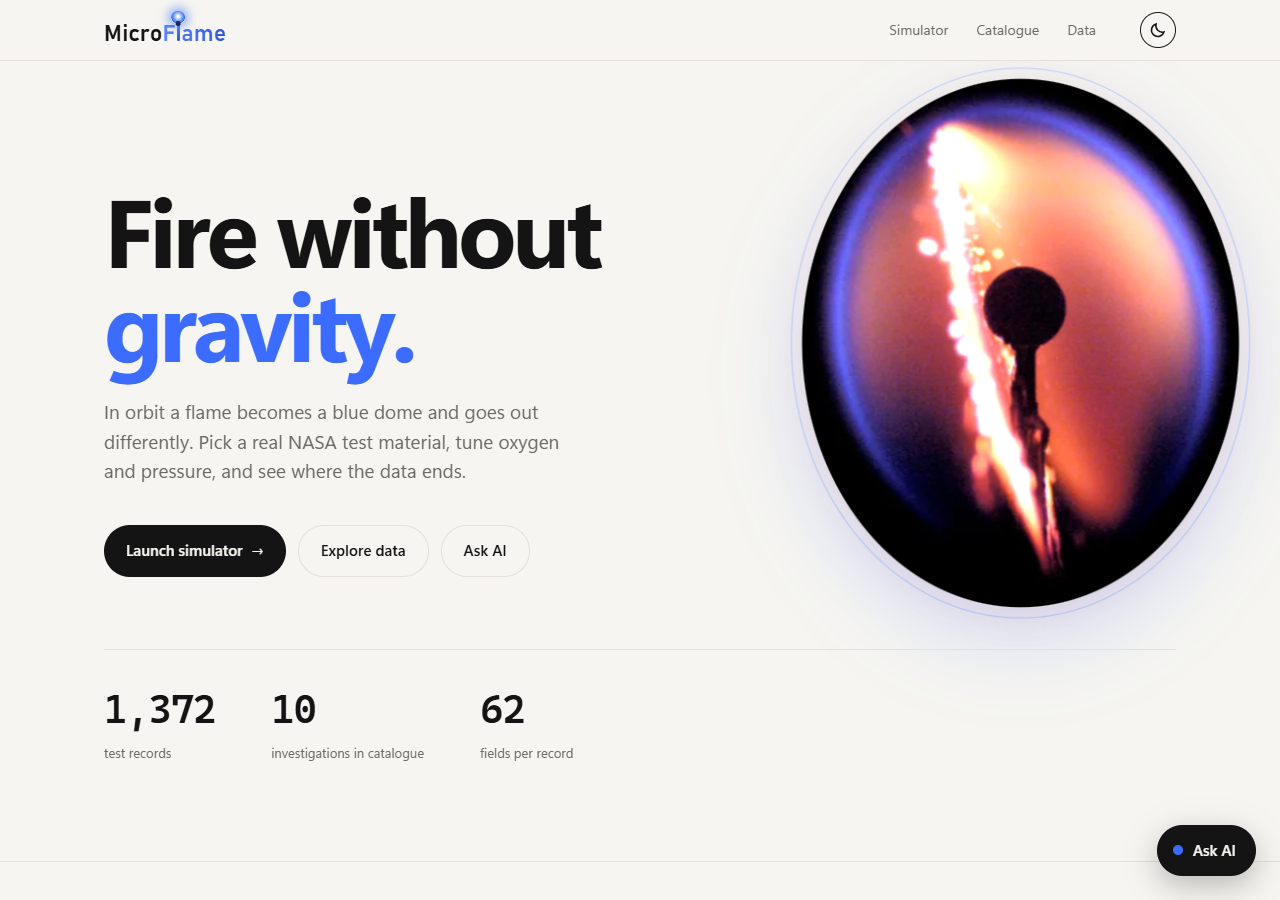 MicroFlame
Simulator
Catalogue
Data
Fire without
gravity.
In orbit a flame becomes a blue dome and goes out
differently. Pick a real NASA test material, tune oxygen
and pressure, and see where the data ends.
Launch simulator →
Explore data
Ask AI
1,372
test records
10
investigations in catalogue
62
fields per record
Ask AI